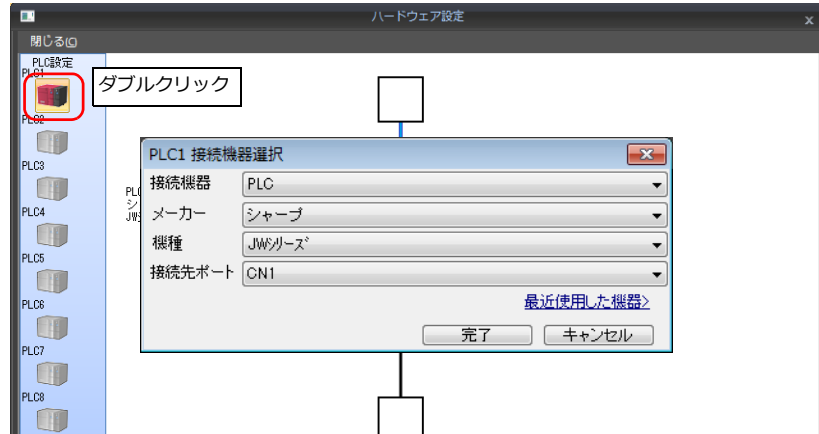 ハードウェア設定
x
閉じる(C)
PLC設定
PLC1
ダブルクリック
PLC2
PLC3
PLC4
PLC5
PLC6
PLC7
PLC8
PLC1 接続機器選択
接続機器 PLC
メーカー シャープ
機種 JWｼﾘｰｽﾞ
接続先ポート CN1
最近使用した機器>
完了 キャンセル